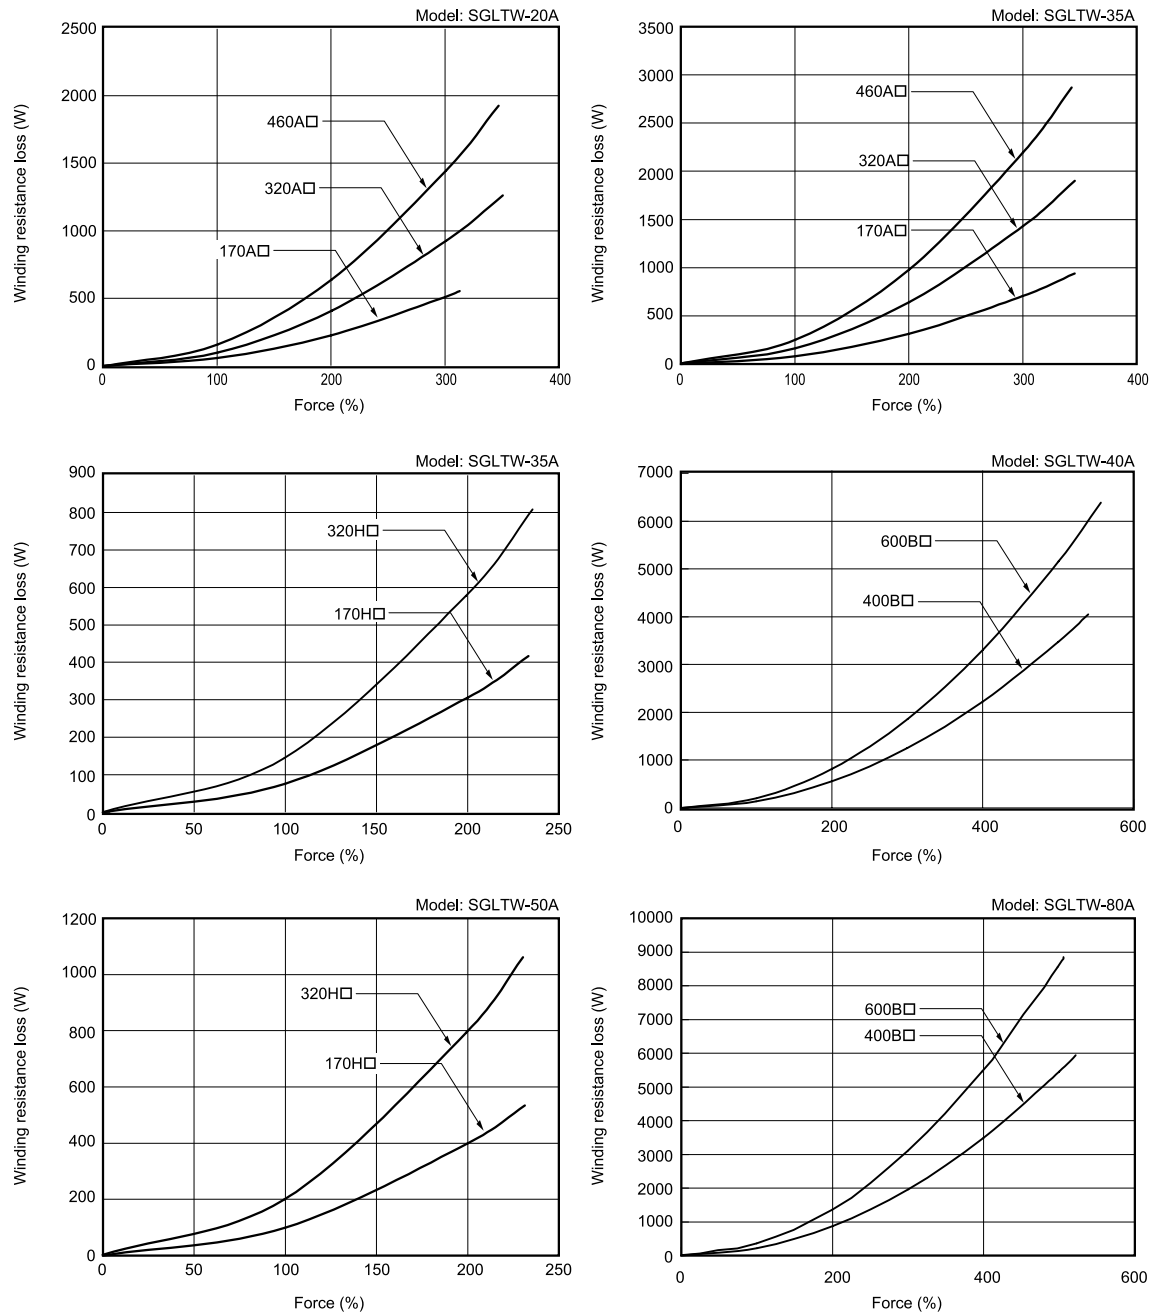 Model: SGLTW-20A
Winding resistance loss (W)
2500
2000
1500
1000
500
0
460A□
320A□
170A□
0 100 200 300 400
Force (%)
Model: SGLTW-35A
Winding resistance loss (W)
3500
3000
2500
2000
1500
1000
500
0
460A□
320A□
170A□
0 100 200 300 400
Force (%)
Model: SGLTW-35A
Winding resistance loss (W)
900
800
700
600
500
400
300
200
100
0
320H□
170H□
0 50 100 150 200 250
Force (%)
Model: SGLTW-40A
Winding resistance loss (W)
7000
6000
5000
4000
3000
2000
1000
0
600B□
400B□
0 200 400 600
Force (%)
Model: SGLTW-50A
Winding resistance loss (W)
1200
1000
800
600
400
200
0
320H□
170H□
0 50 100 150 200 250
Force (%)
Model: SGLTW-80A
Winding resistance loss (W)
10000
9000
8000
7000
6000
5000
4000
3000
2000
1000
0
600B□
400B□
0 200 400 600
Force (%)